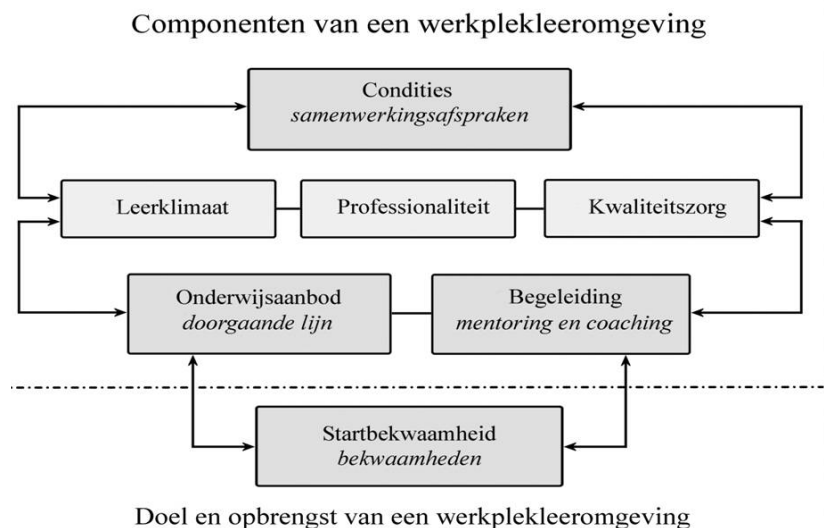 Componenten van een werkplekleeromgeving
Condities
samenwerkingsafspraken
Leerklimaat
Professionaliteit
Kwaliteitszorg
Onderwijsaanbod
doorgaande lijn
Begeleiding
mentoring en coaching
Startbekwaamheid
bekwaamheden
Doel en opbrengst van een werkplekleeromgeving